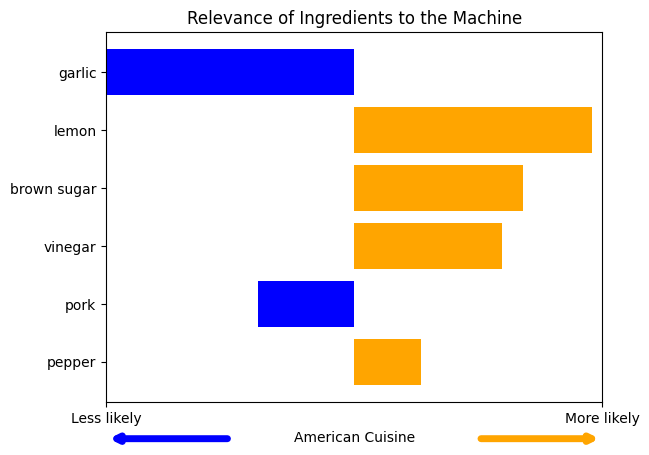 Relevance of Ingredients to the Machine
garlic
lemon
brown sugar
vinegar
pork
pepper
Less likely More likely
American Cuisine